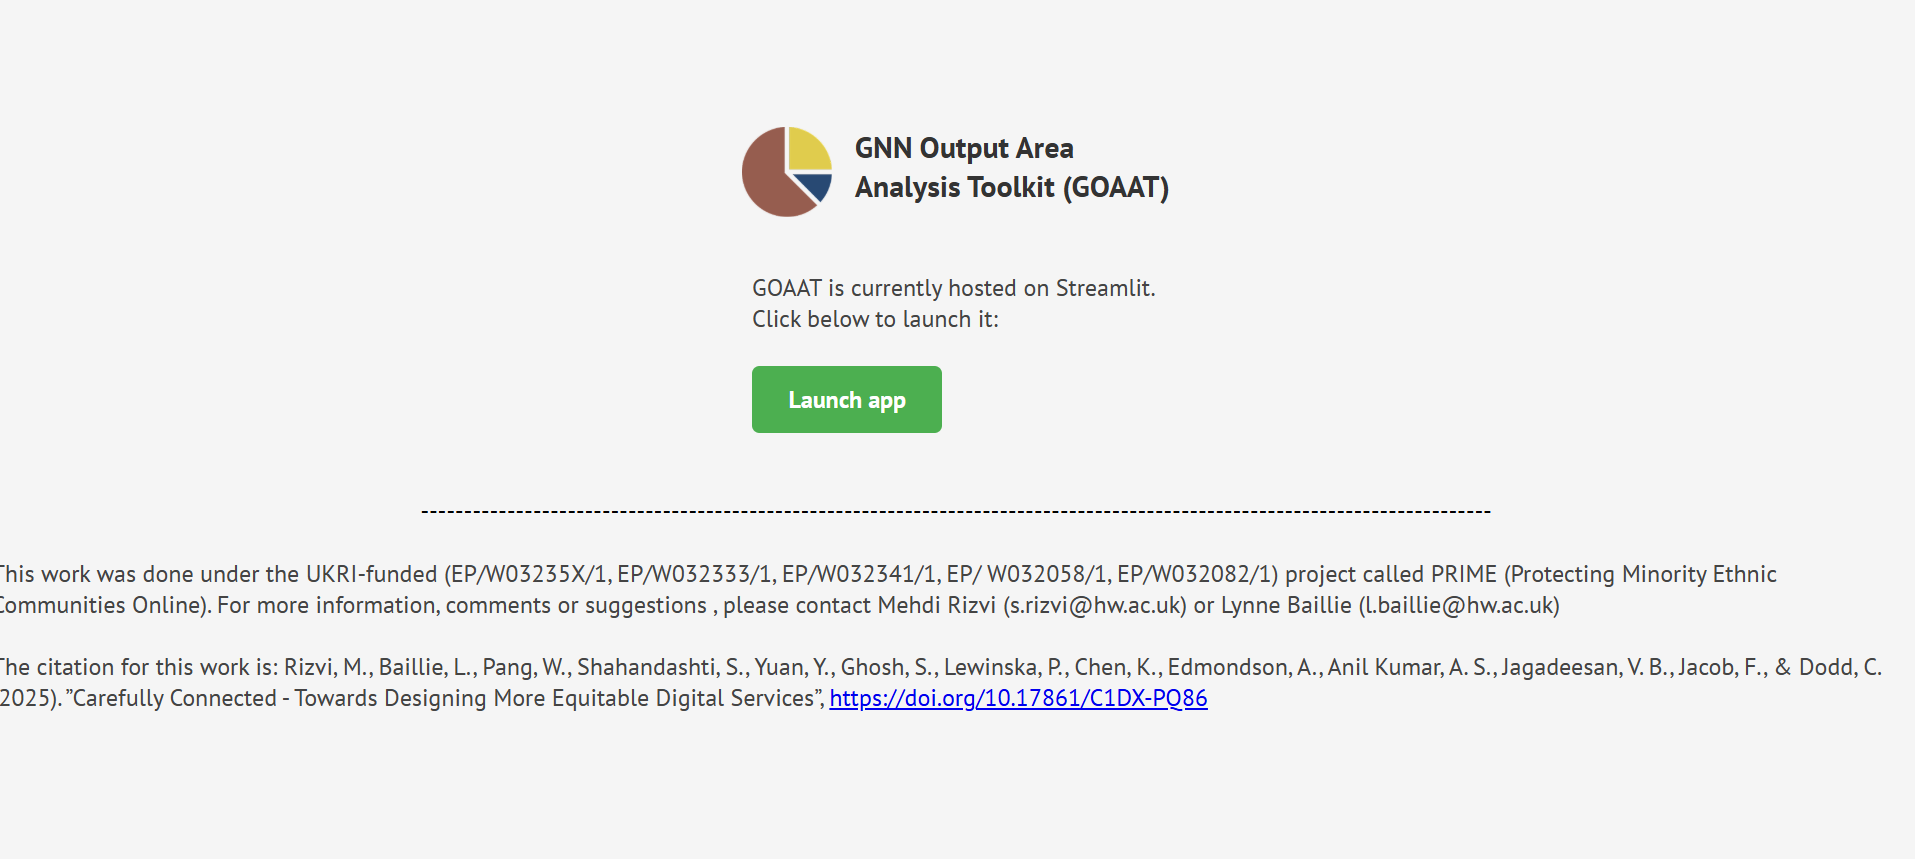 GNN Output Area
Analysis Toolkit (GOAAT)
GOAAT is currently hosted on Streamlit.
Click below to launch it:
Launch app
--------------------------------------------------------------------------------------------------------------------------------
This work was done under the UKRI-funded (EP/W03235X/1, EP/W032333/1, EP/W032341/1, EP/ W032058/1, EP/W032082/1) project called PRIME (Protecting Minority Ethnic
Communities Online). For more information, comments or suggestions , please contact Mehdi Rizvi (s.rizvi@hw.ac.uk) or Lynne Baillie (l.baillie@hw.ac.uk)
The citation for this work is: Rizvi, M., Baillie, L., Pang, W., Shahandashti, S., Yuan, Y., Ghosh, S., Lewinska, P., Chen, K., Edmondson, A., Anil Kumar, A. S., Jagadeesan, V. B., Jacob, F., & Dodd, C.
2025). ”Carefully Connected - Towards Designing More Equitable Digital Services”, https://doi.org/10.17861/C1DX-PQ86